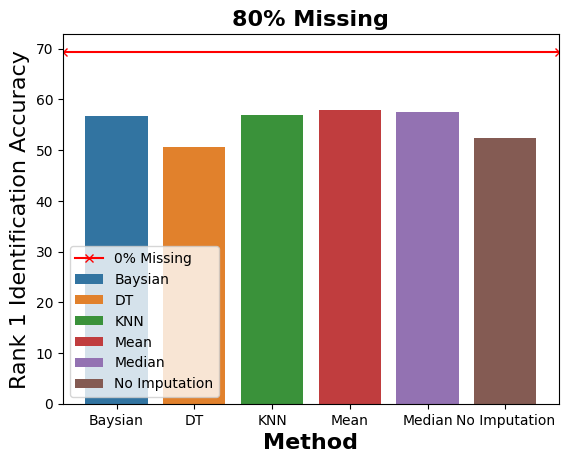 80% Missing
Rank 1 Identification Accuracy
70
60
50
40
30
20
10
0
0% Missing
Baysian
DT
KNN
Mean
Median
No Imputation
Baysian DT KNN Mean Median No Imputation
Method